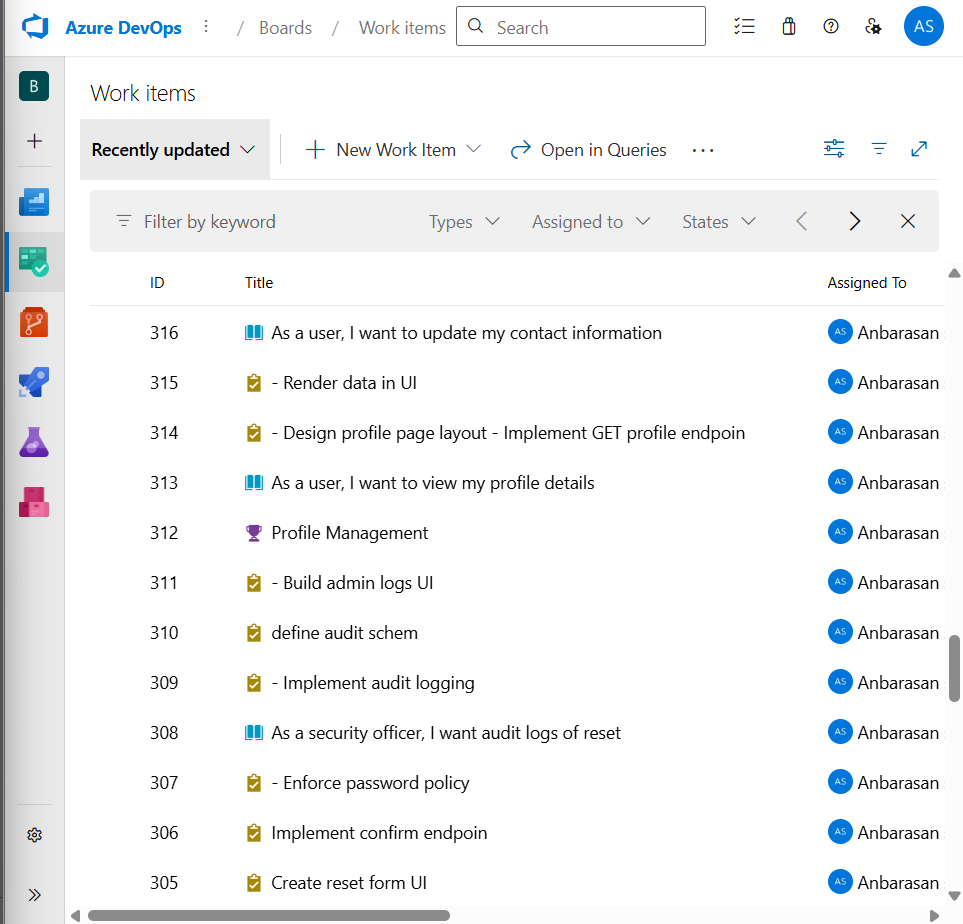 Azure DevOps / Boards / Work items Search AS
B
Work items
Recently updated New Work Item Open in Queries
Filter by keyword Types Assigned to States
ID Title Assigned To
316 As a user, I want to update my contact information AS Anbarasan
315 - Render data in UI AS Anbarasan
314 - Design profile page layout - Implement GET profile endpoin AS Anbarasan
313 As a user, I want to view my profile details AS Anbarasan
312 Profile Management AS Anbarasan
311 - Build admin logs UI AS Anbarasan
310 define audit schem AS Anbarasan
309 - Implement audit logging AS Anbarasan
308 As a security officer, I want audit logs of reset AS Anbarasan
307 - Enforce password policy AS Anbarasan
306 Implement confirm endpoin AS Anbarasan
305 Create reset form UI AS Anbarasan